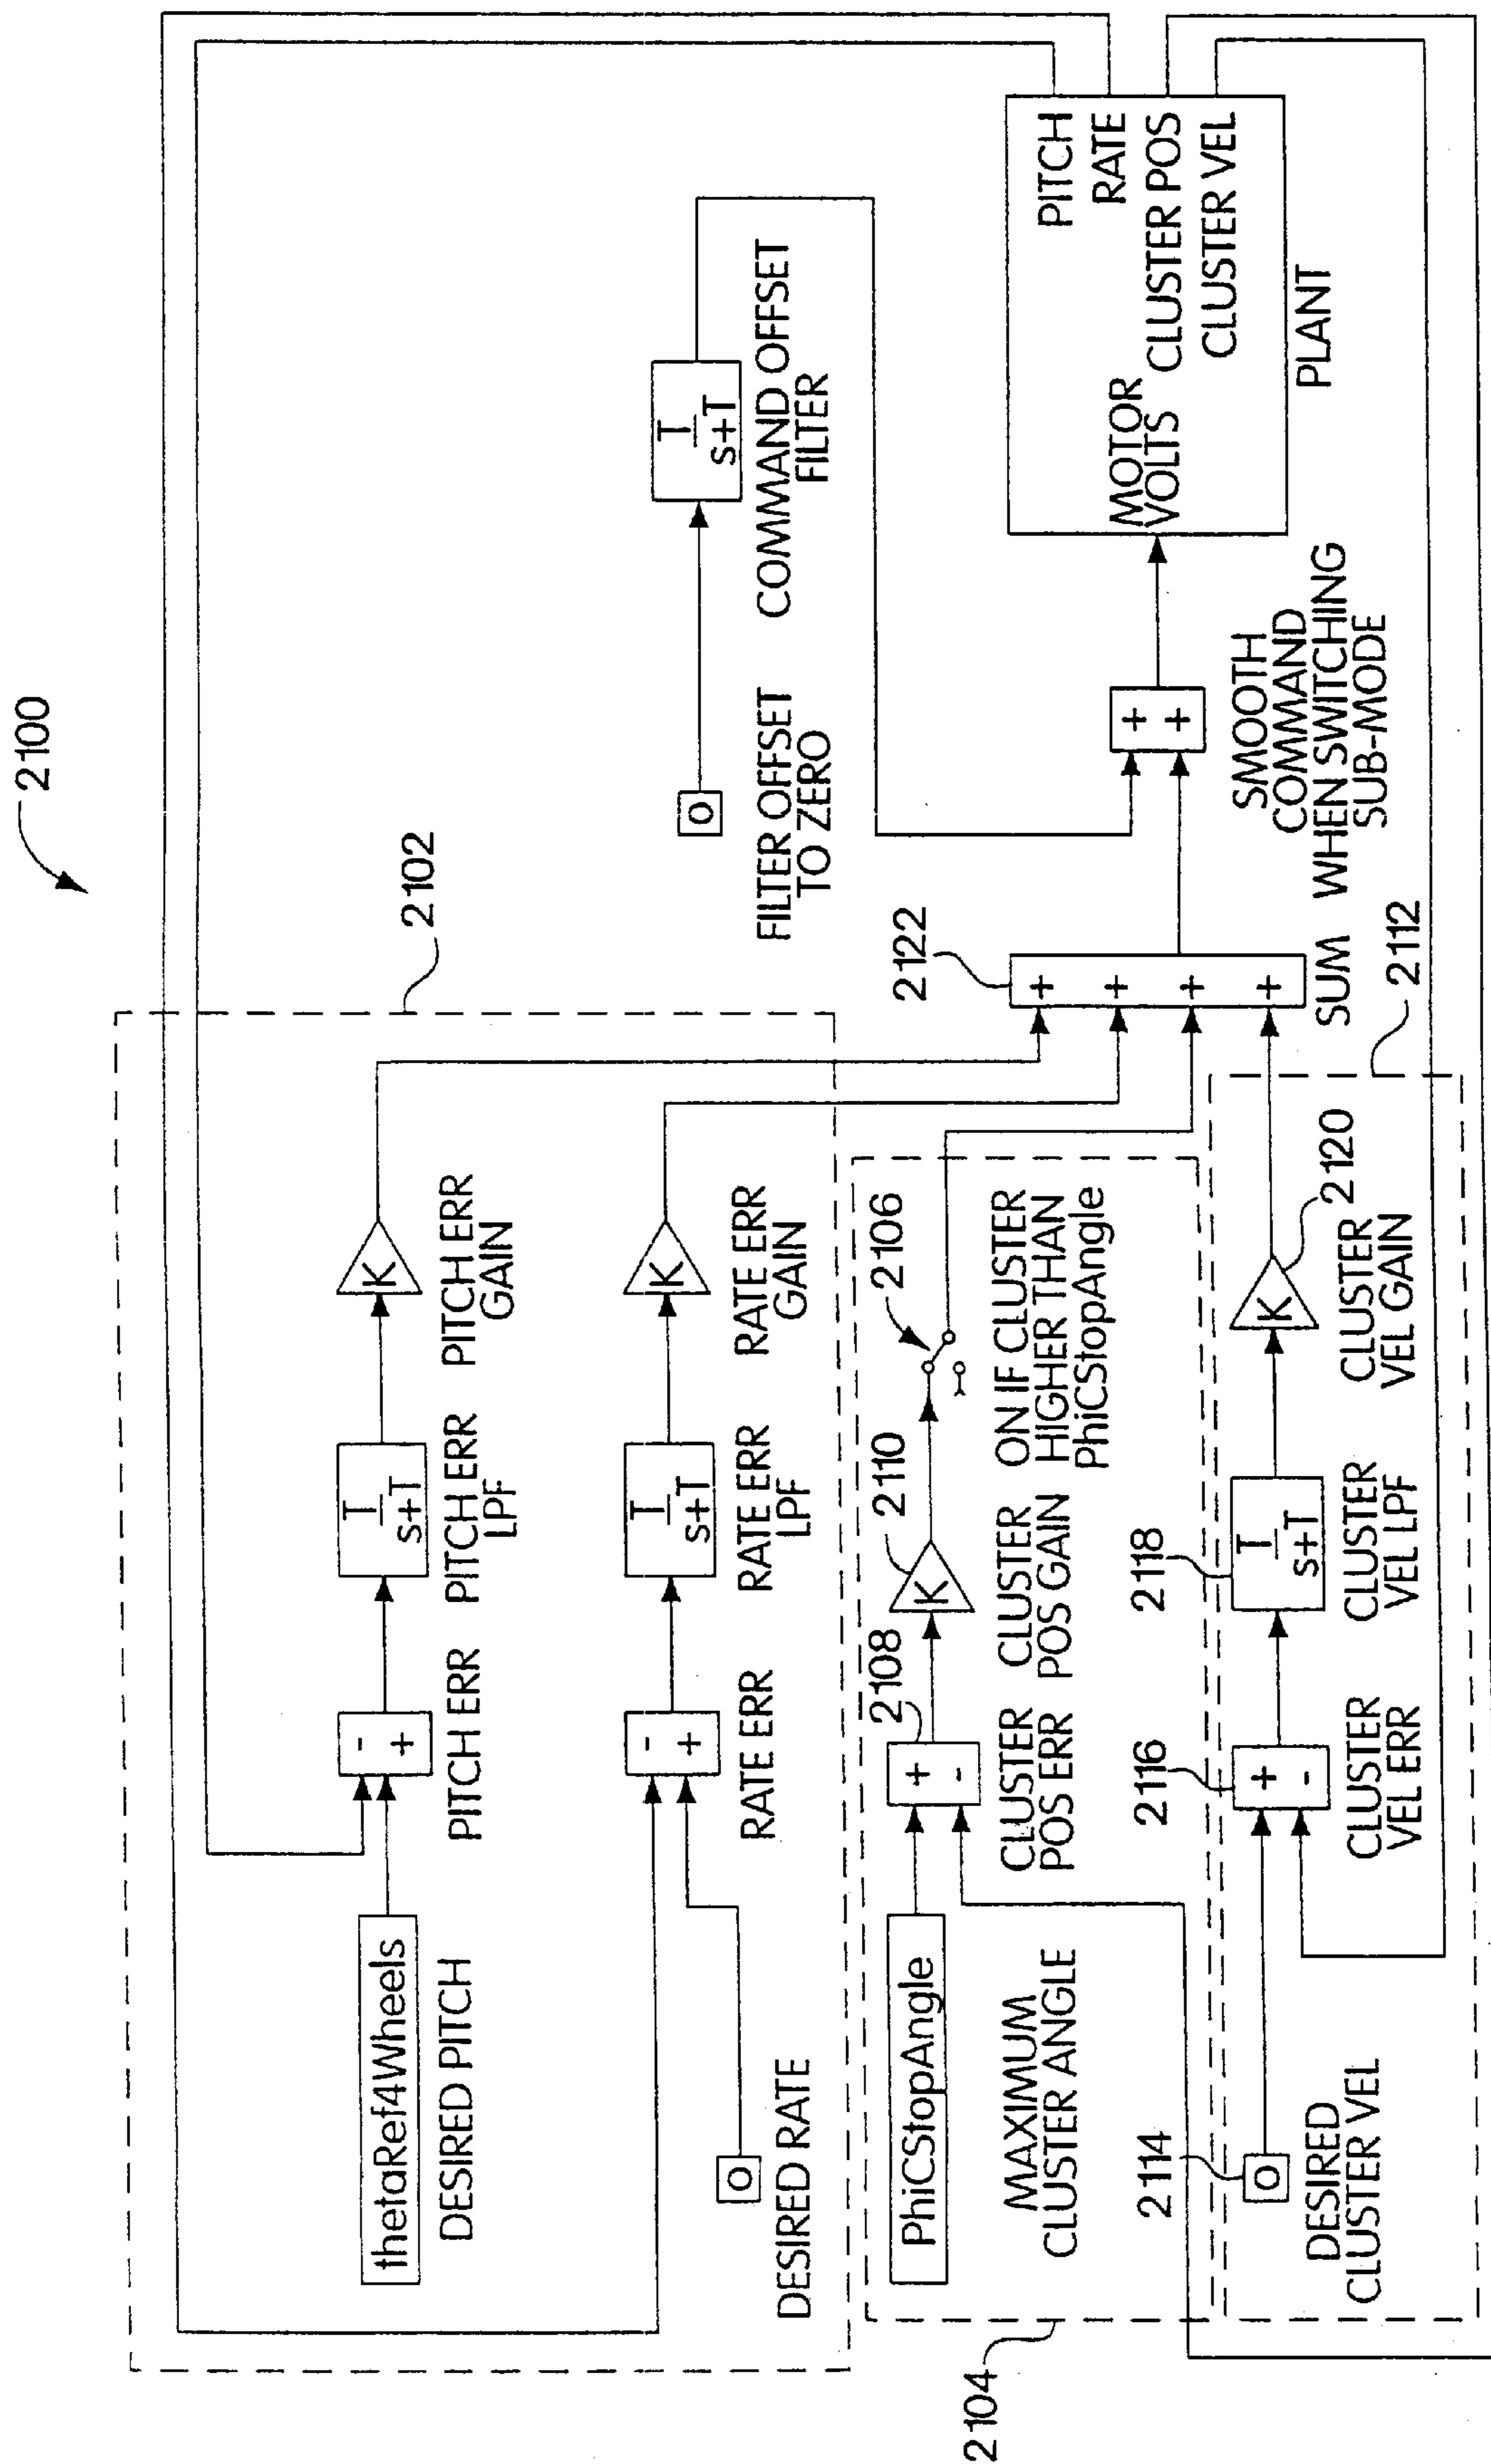 2100
2102
thetaRef4Wheels
DESIRED PITCH
-
+
PITCH ERR
T
s+T
PITCH ERR
LPF
K
PITCH ERR
GAIN
0
DESIRED RATE
-
+
RATE ERR
T
s+T
RATE ERR
LPF
K
RATE ERR
GAIN
0
FILTER OFFSET
TO ZERO
T
s+T
COMMAND OFFSET
FILTER
2104
PhiCStopAngle
MAXIMUM
CLUSTER ANGLE
2108
+
-
CLUSTER
POS ERR
2110
K
CLUSTER
POS GAIN
2106
ON IF CLUSTER
HIGHER THAN
PhiCStopAngle
2114
0
DESIRED
CLUSTER VEL
2116
+
-
CLUSTER
VEL ERR
2118
T
s+T
CLUSTER
VEL LPF
K
2120
CLUSTER
VEL GAIN
2112
2122
+
+
+
+
SUM
+
+
SMOOTH
COMMAND
WHEN SWITCHING
SUB-MODE
MOTOR
VOLTS
PITCH
RATE
CLUSTER POS
CLUSTER VEL
PLANT